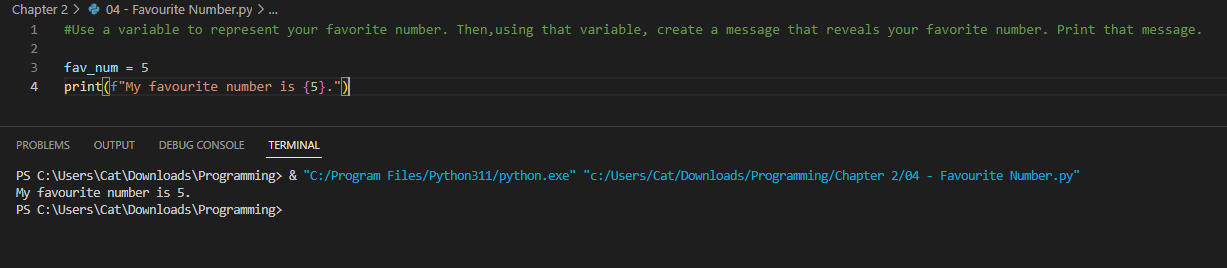 Chapter 2 > 04 - Favourite Number.py > ...
1 #Use a variable to represent your favorite number. Then,using that variable, create a message that reveals your favorite number. Print that message.
2
3 fav_num = 5
4 print(f"My favourite number is {5}.")
PROBLEMS OUTPUT DEBUG CONSOLE TERMINAL
PS C:\Users\Cat\Downloads\Programming> & "C:/Program Files/Python311/python.exe" "c:/Users/Cat/Downloads/Programming/Chapter 2/04 - Favourite Number.py"
My favourite number is 5.
PS C:\Users\Cat\Downloads\Programming>